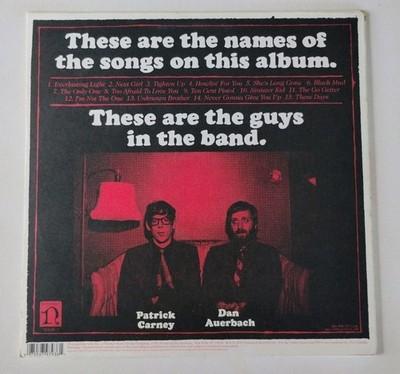 These are the names of
the songs on this album.
1. Everlasting Light 2. Next Girl 3. Tighten Up 4. Howlin' For You 5. She's Long Gone 6. Black Mud
7. The Only One 8. Too Afraid To Love You 9. Ten Cent Pistol 10. Sinister Kid 11. The Go Getter
12. I'm Not The One 13. Unknown Brother 14. Never Gonna Give You Up 15. These Days
These are the guys
in the band.
Patrick Dan
Carney Auerbach
n